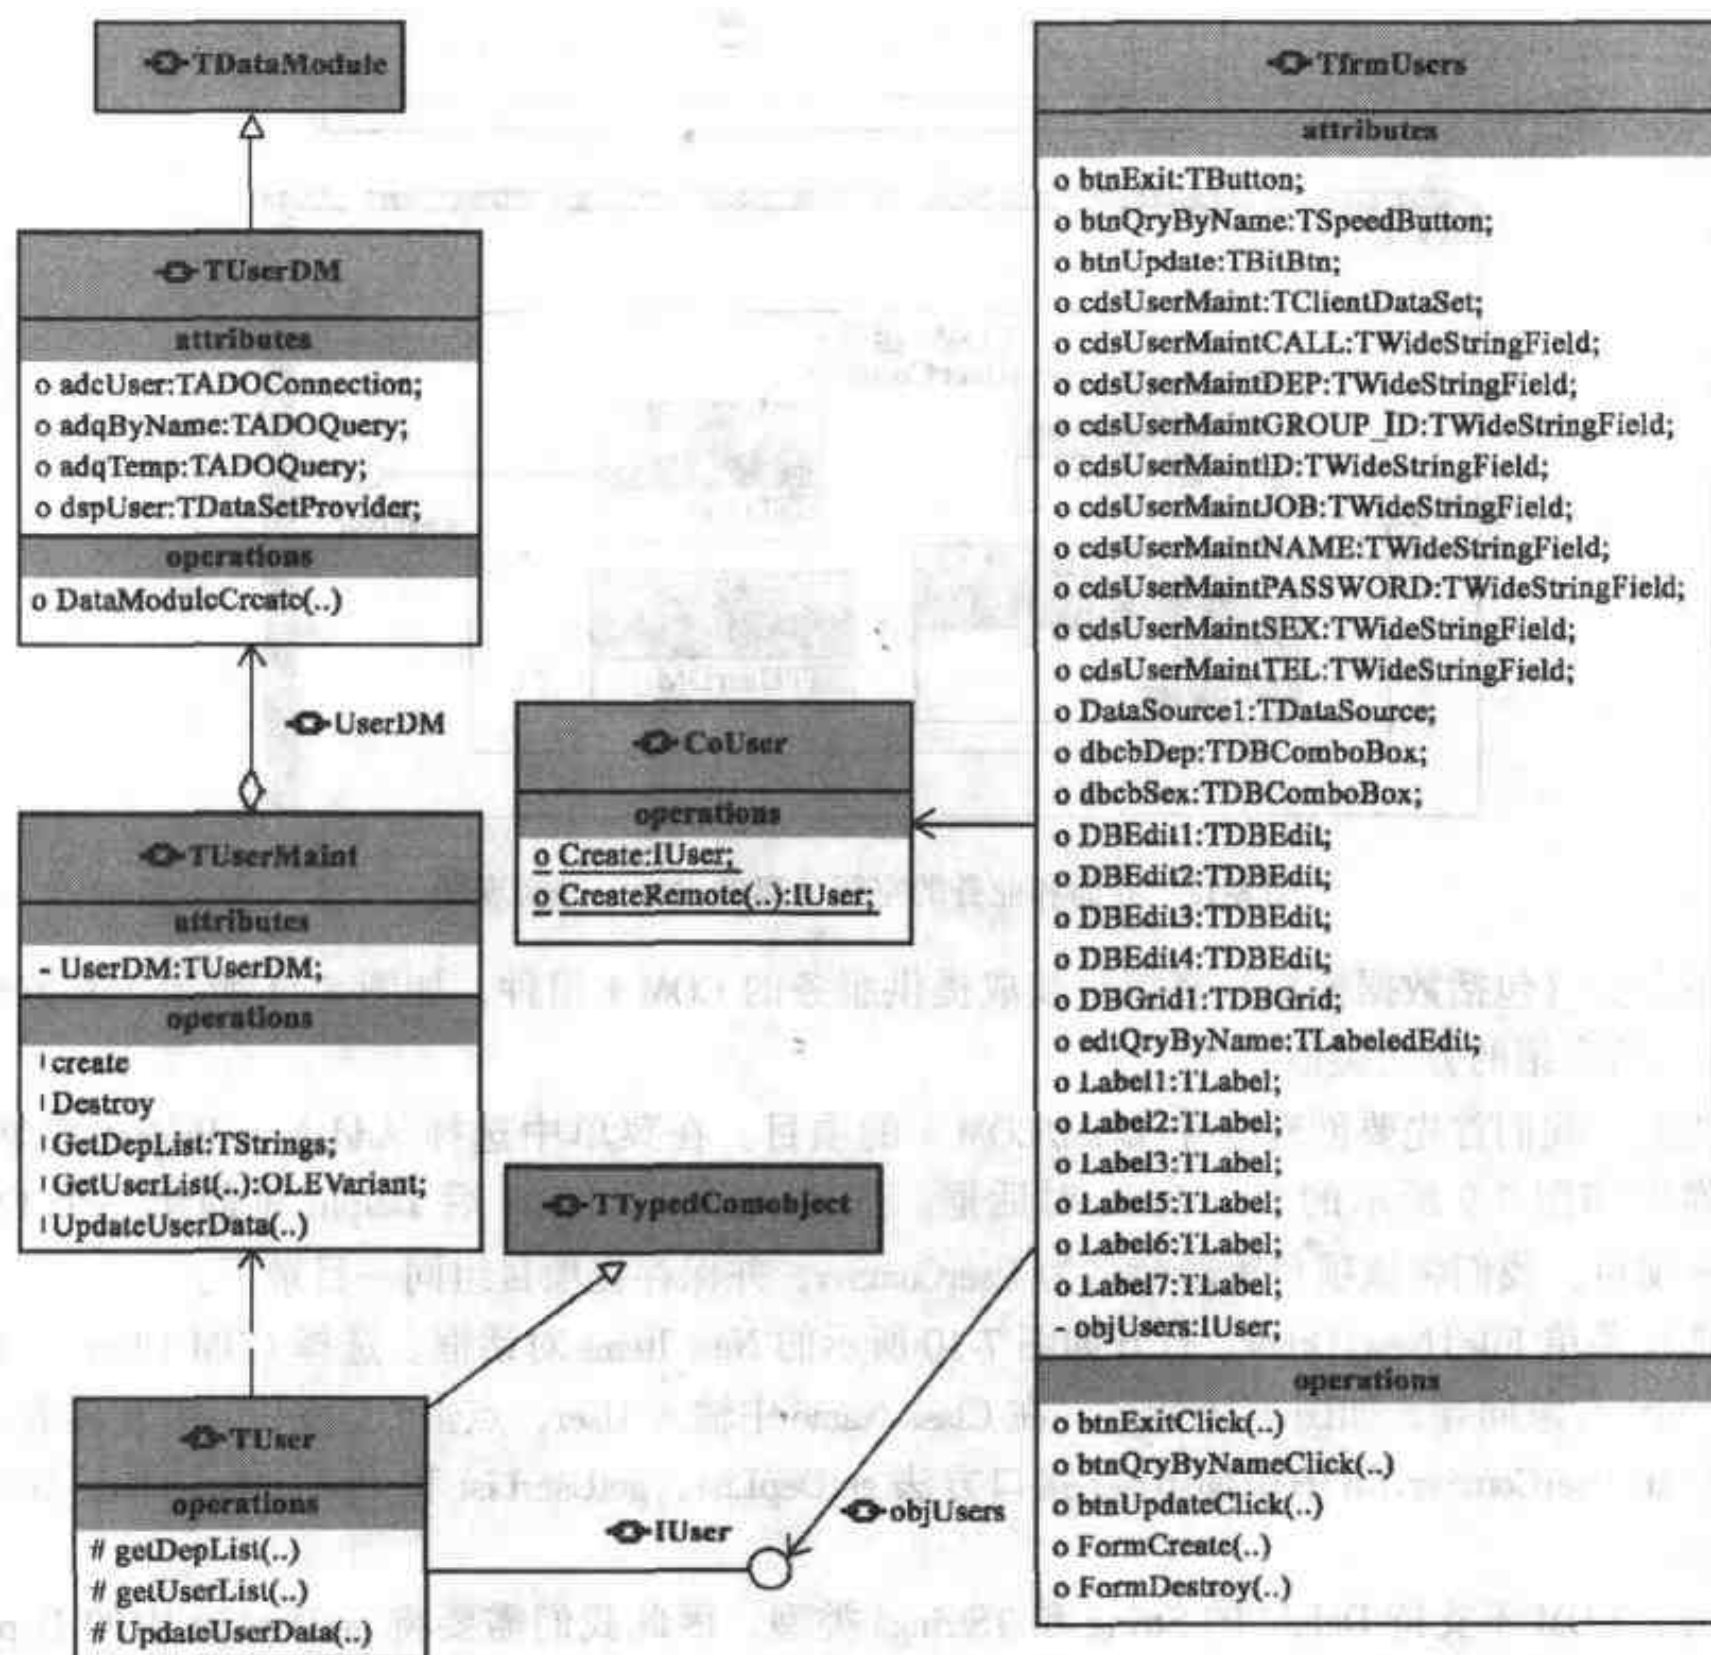 TDataModule
TUserDM
attributes
o adcUser:TADOConnection;
o adqByName:TADOQuery;
o adqTemp:TADOQuery;
o dspUser:TDataSetProvider;
operations
o DataModuleCreate(..)
UserDM
TUserMaint
attributes
- UserDM:TUserDM;
operations
create
Destroy
GetDepList:TStrings;
GetUserList(..):OLEVariant;
UpdateUserData(..)
TUser
operations
# getDepList(..)
# getUserList(..)
# UpdateUserData(..)
CoUser
operations
o Create:IUser;
o CreateRemote(..):IUser;
TTypedComobject
IUser
objUsers
TfrmUsers
attributes
o btnExit:TButton;
o btnQryByName:TSpeedButton;
o btnUpdate:TBitBtn;
o cdsUserMaint:TClientDataSet;
o cdsUserMaintCALL:TWideStringField;
o cdsUserMaintDEP:TWideStringField;
o cdsUserMaintGROUP_ID:TWideStringField;
o cdsUserMaintID:TWideStringField;
o cdsUserMaintJOB:TWideStringField;
o cdsUserMaintNAME:TWideStringField;
o cdsUserMaintPASSWORD:TWideStringField;
o cdsUserMaintSEX:TWideStringField;
o cdsUserMaintTEL:TWideStringField;
o DataSource1:TDataSource;
o dbcbDep:TDBComboBox;
o dbcbSex:TDBComboBox;
o DBEdit1:TDBEdit;
o DBEdit2:TDBEdit;
o DBEdit3:TDBEdit;
o DBEdit4:TDBEdit;
o DBGrid1:TDBGrid;
o edtQryByName:TLabeledEdit;
o Label1:TLabel;
o Label2:TLabel;
o Label3:TLabel;
o Label5:TLabel;
o Label6:TLabel;
o Label7:TLabel;
- objUsers:IUser;
operations
o btnExitClick(..)
o btnQryByNameClick(..)
o btnUpdateClick(..)
o FormCreate(..)
o FormDestroy(..)